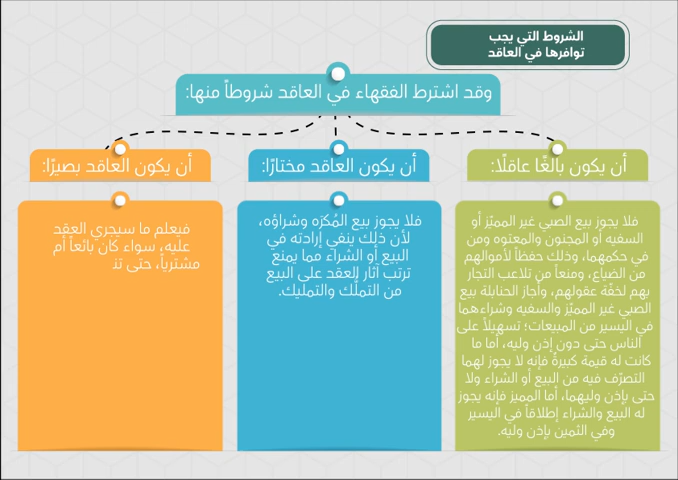 الشروط التي يجب
توافرها في العاقد
وقد اشترط الفقهاء في العاقد شروطاً منها:
أن يكون بالغًا عاقلًا:
فلا يجوز بيع الصبي غير المميّز أو
السفيه أو المجنون والمعتوه ومن
في حكمهما، وذلك حفظاً لأموالهم
من الضياع، ومنعاً من تلاعب التجار
بهم لخفّة عقولهم، وأجاز الحنابلة بيع
الصبي غير المميّز والسفيه وشراءهما
في اليسير من المبيعات؛ تسهيلاً على
الناس حتى دون إذن وليه، أما ما
كانت له قيمة كبيرةً فإنه لا يجوز لهما
التصرّف فيه من البيع أو الشراء ولا
حتى بإذن وليهما، أما المميز فإنه يجوز
له البيع والشراء إطلاقاً في اليسير
وفي الثمين بإذن وليه.
أن يكون العاقد مختارًا:
فلا يجوز بيع المُكرَه وشراؤه،
لأن ذلك ينفي إرادته في
البيع أو الشراء مما يمنع
ترتب آثار العقد على البيع
من التملّك والتمليك.
أن يكون العاقد بصيرًا:
فيعلم ما سيجري العقد
عليه، سواء كان بائعاً أم
مشترياً، حتى تنـ